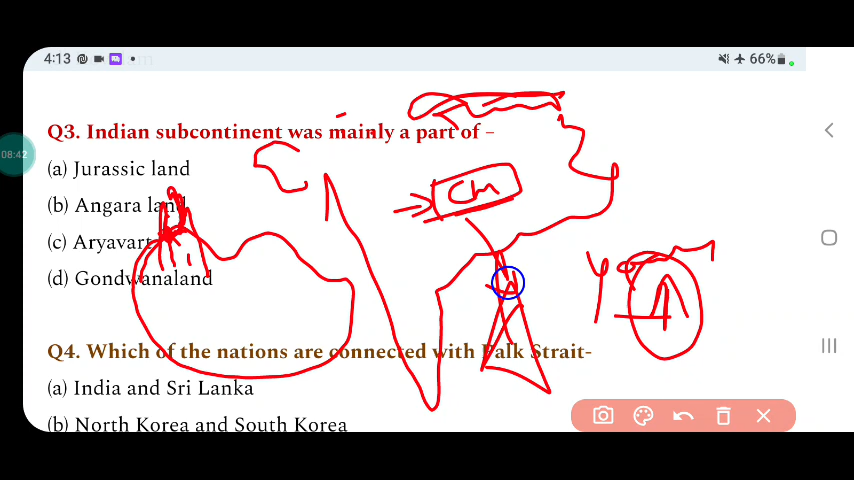 4:13
66%
Q3. Indian subcontinent was mainly a part of –
(a) Jurassic land
CM
08:42
(b) Angara land
(c) Aryavart
(d) Gondwanaland
Q4. Which of the nations are connected with Palk Strait-
(a) India and Sri Lanka
(b) North Korea and South Korea